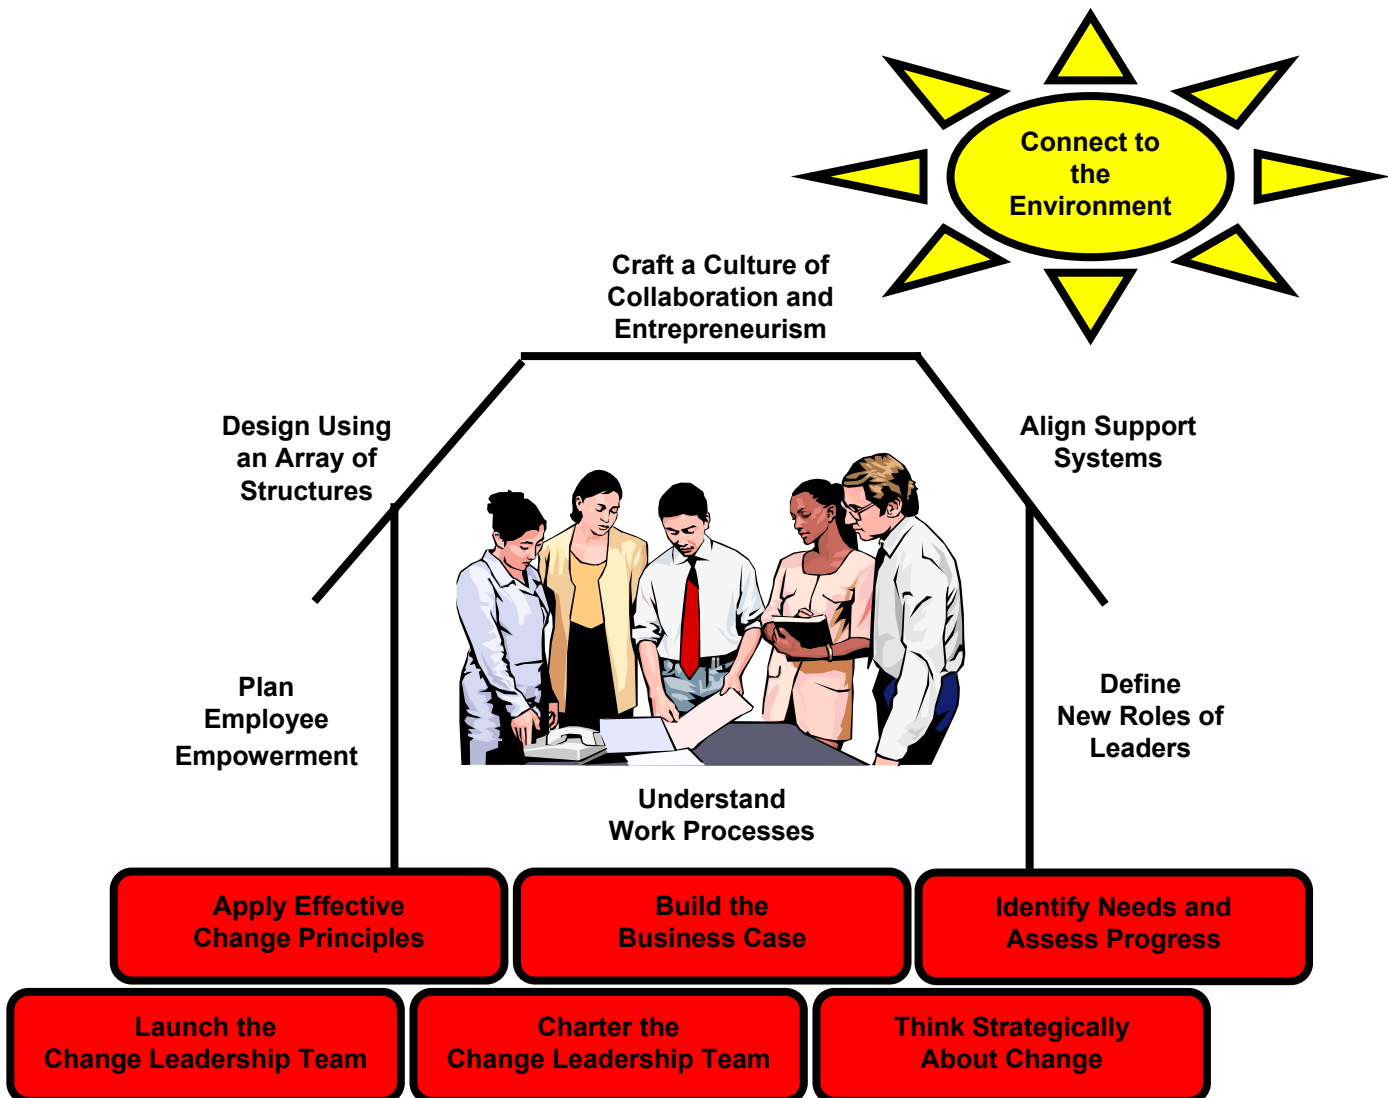 Connect to
the
Environment
Craft a Culture of
Collaboration and
Entrepreneurism
Design Using
an Array of
Structures
Align Support
Systems
Plan
Employee
Empowerment
Define
New Roles of
Leaders
Understand
Work Processes
Apply Effective
Change Principles
Build the
Business Case
Identify Needs and
Assess Progress
Launch the
Change Leadership Team
Charter the
Change Leadership Team
Think Strategically
About Change